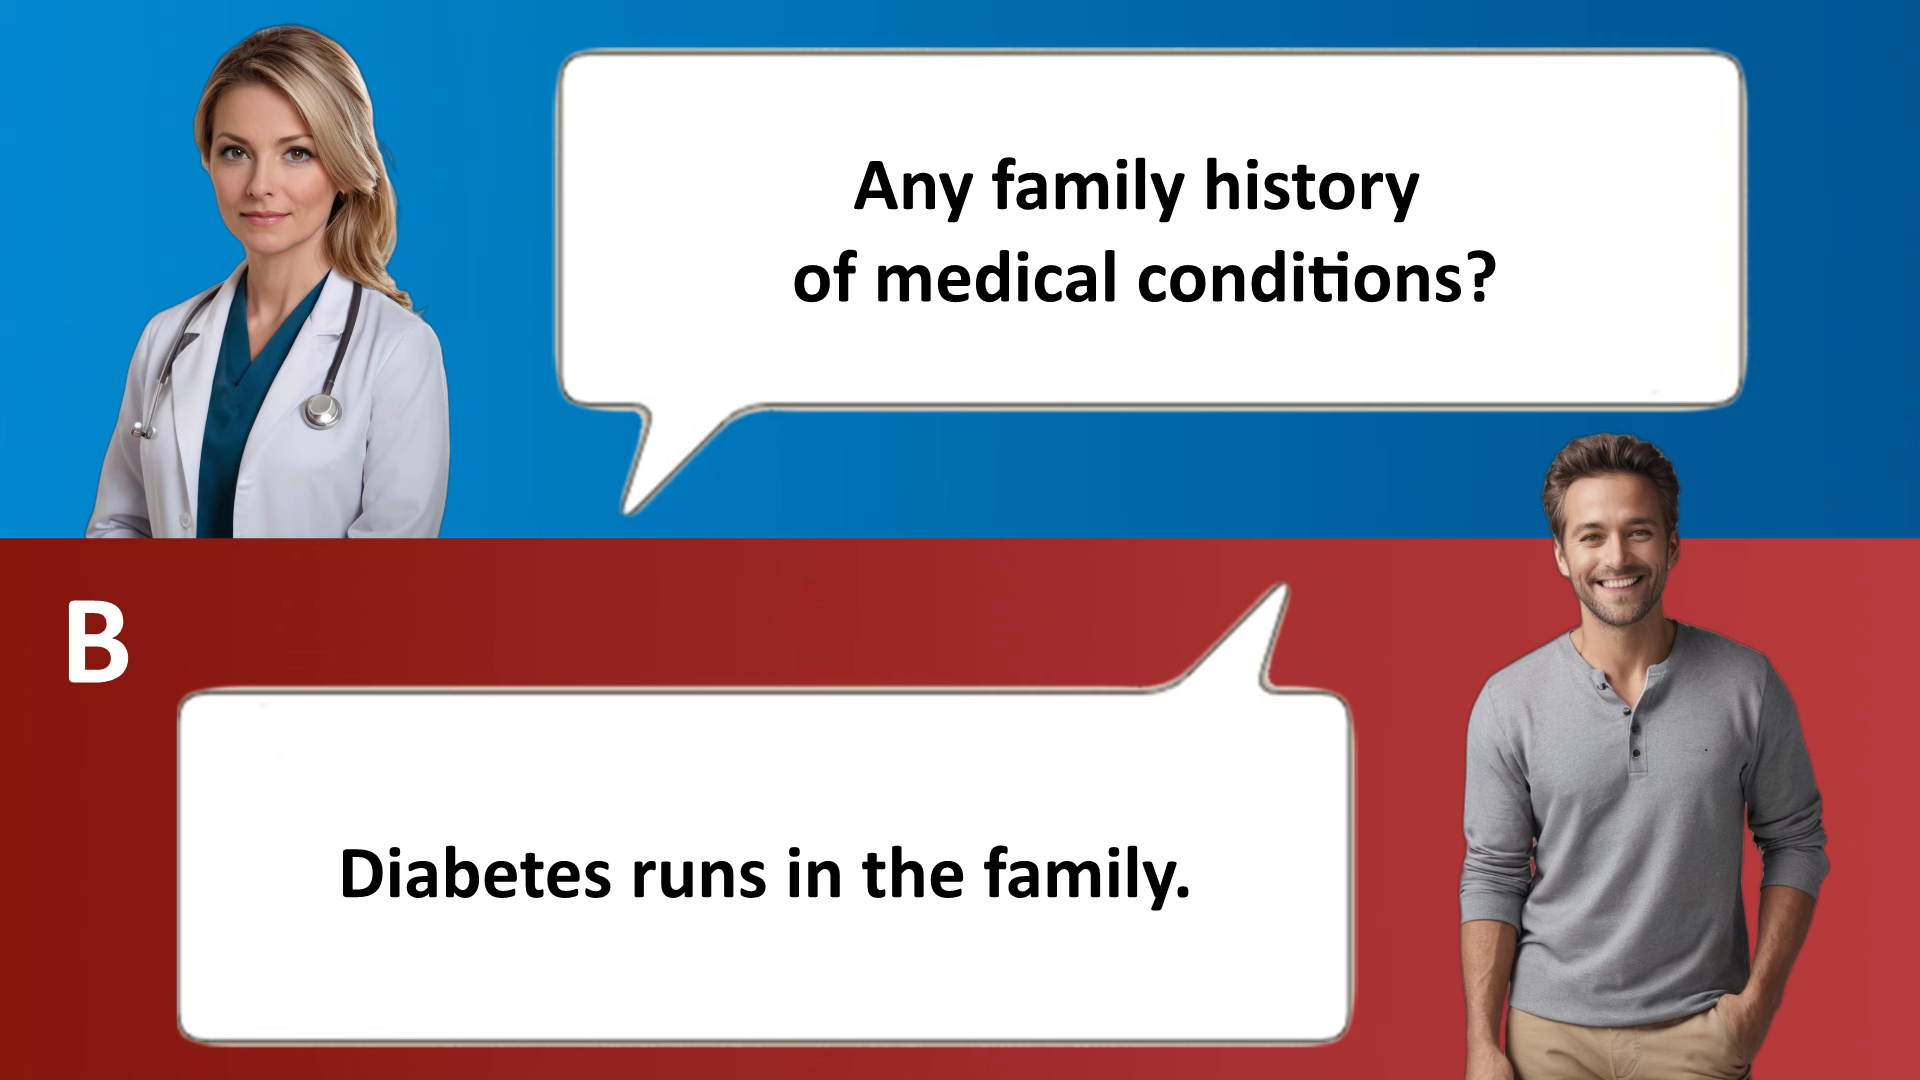 Any family history
of medical conditions?
B
Diabetes runs in the family.